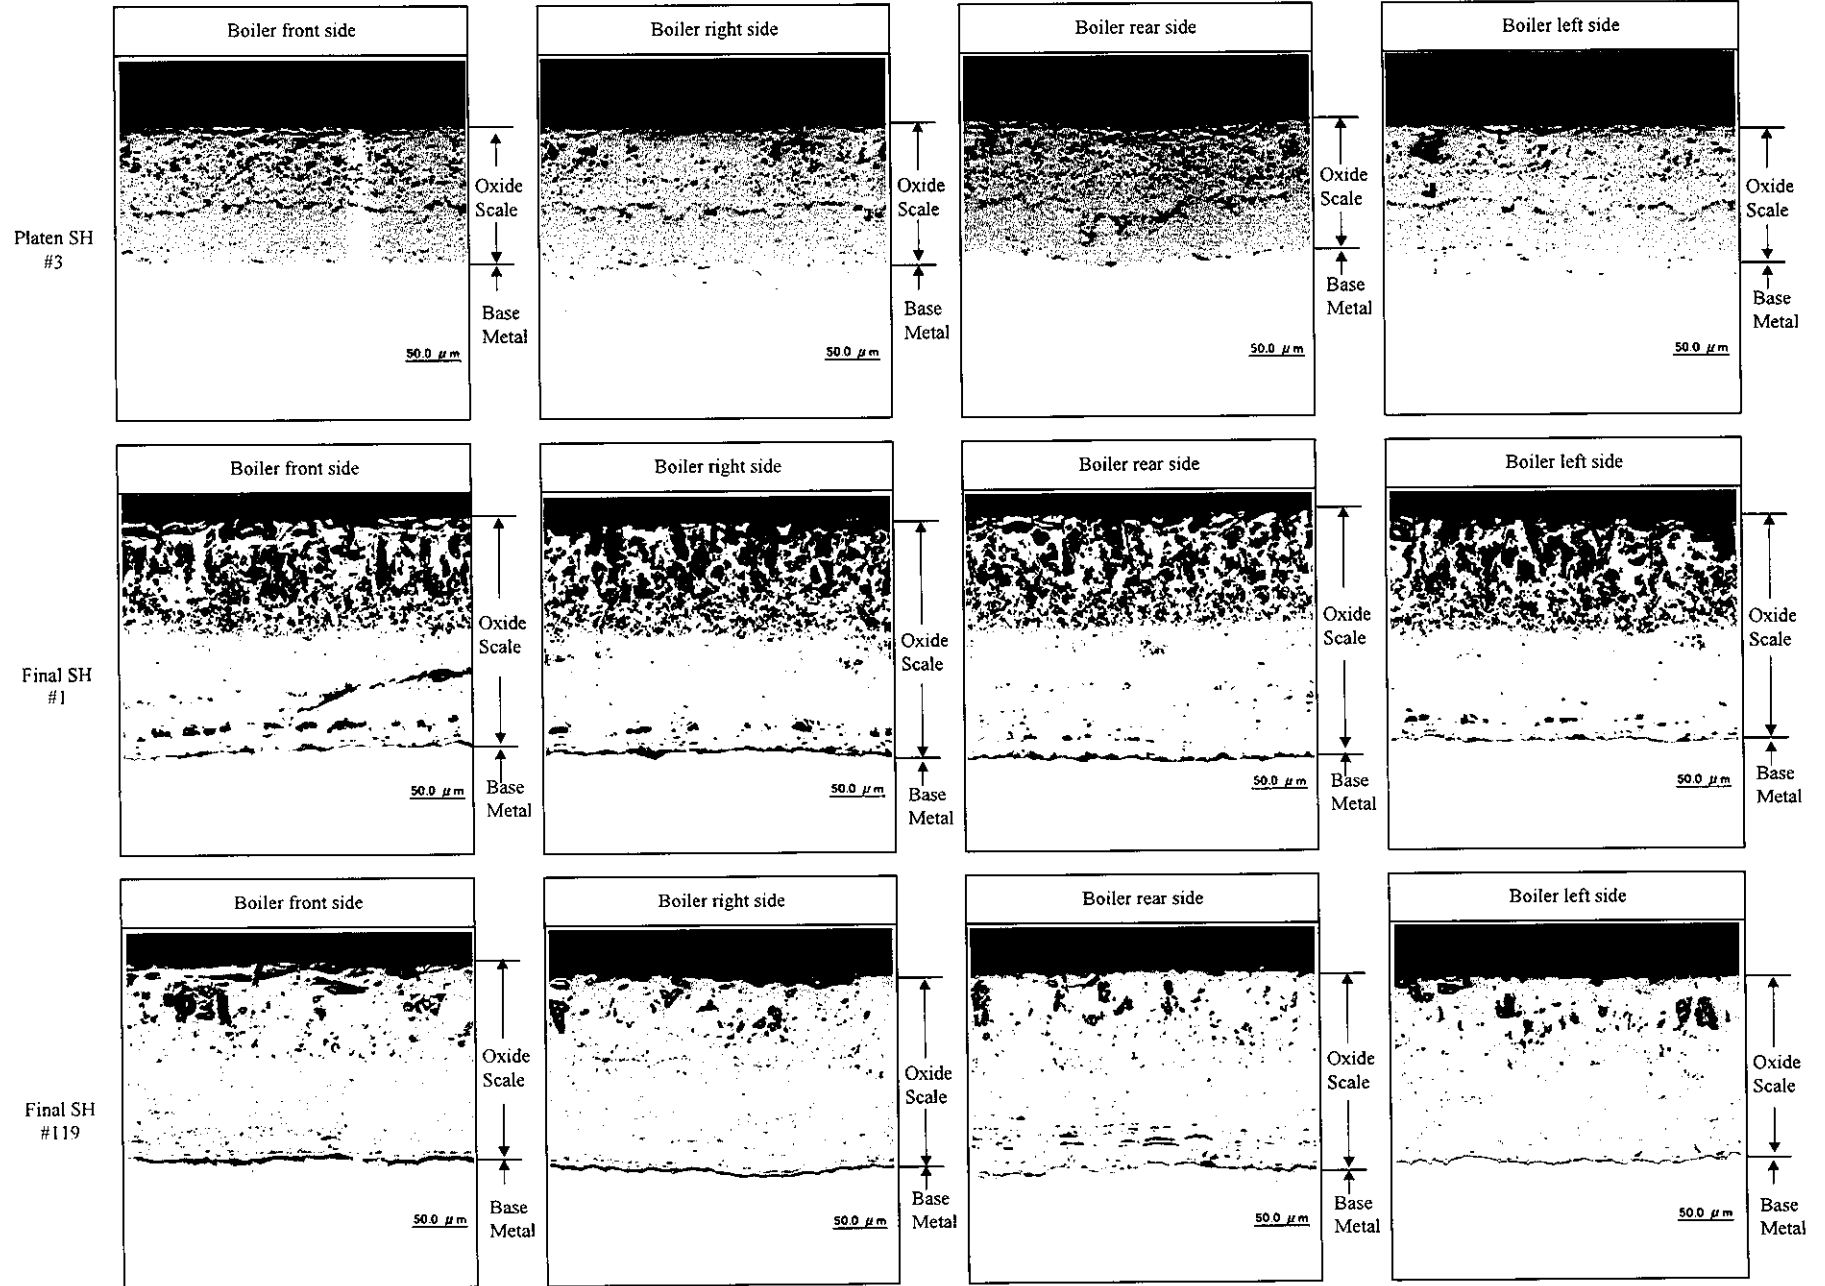 Boiler front side
Boiler right side
Boiler rear side
Boiler left side
Platen SH
#3
Oxide
Scale
Base
Metal
50.0 μm
Oxide
Scale
Base
Metal
50.0 μm
Oxide
Scale
Base
Metal
50.0 μm
Oxide
Scale
Base
Metal
50.0 μm
Boiler front side
Boiler right side
Boiler rear side
Boiler left side
Final SH
#1
Oxide
Scale
Base
Metal
50.0 μm
Oxide
Scale
Base
Metal
50.0 μm
Oxide
Scale
Base
Metal
50.0 μm
Oxide
Scale
Base
Metal
50.0 μm
Boiler front side
Boiler right side
Boiler rear side
Boiler left side
Final SH
#119
Oxide
Scale
Base
Metal
50.0 μm
Oxide
Scale
Base
Metal
50.0 μm
Oxide
Scale
Base
Metal
50.0 μm
Oxide
Scale
Base
Metal
50.0 μm